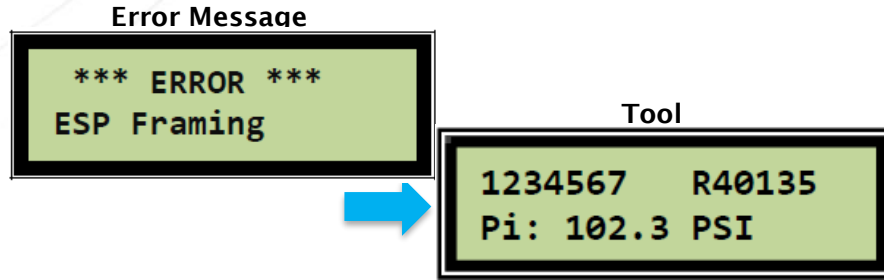 Error Message
*** ERROR ***
ESP Framing
Tool
1234567 R40135
Pi: 102.3 PSI